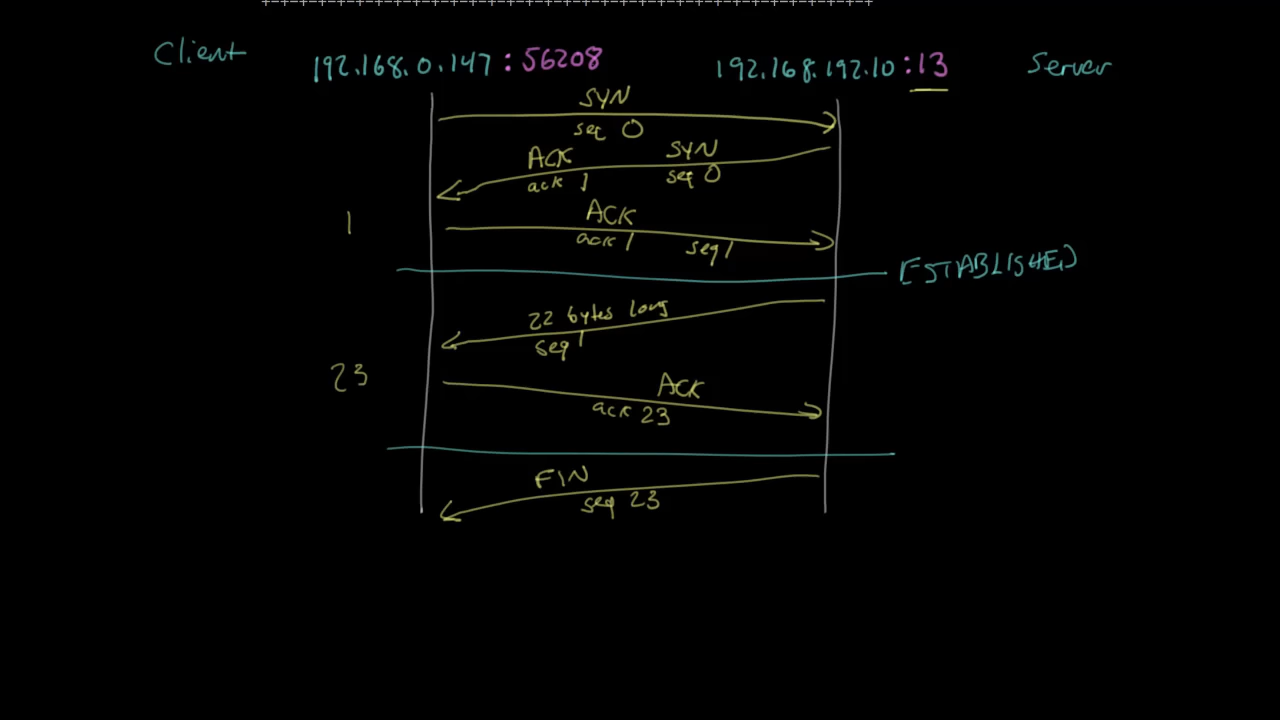 +-+-+-+-+-+-+-+-+-+-+-+-+-+-+-+-+-+-+-+-+-+-+-+-+-+-+-+-+-+-+-+-+
Client 192.168.0.147:56208 192.168.192.10:13 Server
SYN
seq 0
ACK SYN
ack 1 seq 0
ACK
1 ack 1 seq 1
ESTABLISHED
22 bytes long
seq 1
23 ACK
ack 23
FIN
seq 23